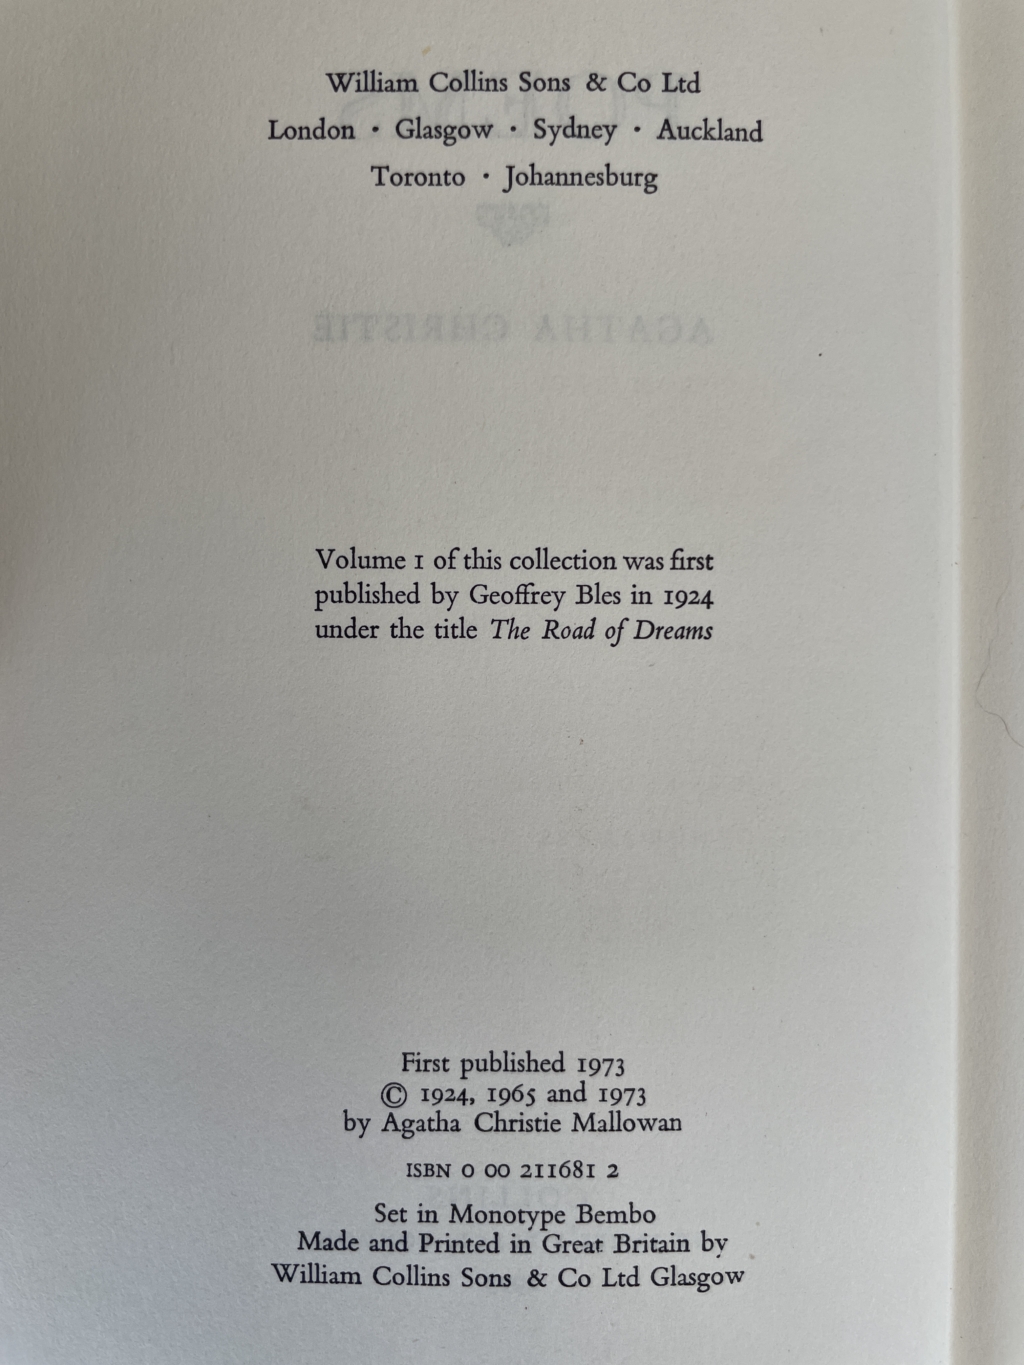 William Collins Sons & Co Ltd
London · Glasgow · Sydney · Auckland
Toronto · Johannesburg
AGATHA CHRISTIE
Volume 1 of this collection was first
published by Geoffrey Bles in 1924
under the title The Road of Dreams
First published 1973
© 1924, 1965 and 1973
by Agatha Christie Mallowan
ISBN 0 00 211681 2
Set in Monotype Bembo
Made and Printed in Great Britain by
William Collins Sons & Co Ltd Glasgow